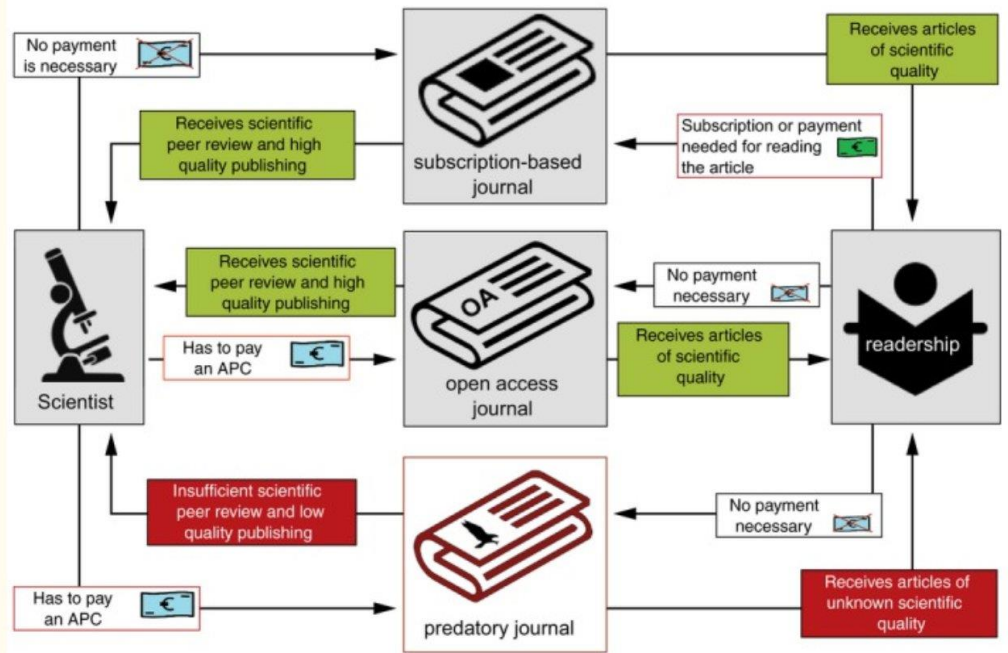 No payment
is necessary
€
Receives articles
of scientific
quality
Receives scientific
peer review and high
quality publishing
subscription-based
journal
Subscription or payment
needed for reading
the article
€
Receives scientific
peer review and high
quality publishing
OA
open access
journal
No payment
necessary
€
Has to pay
an APC
€
Receives articles
of scientific
quality
Scientist
readership
Insufficient scientific
peer review and low
quality publishing
No payment
necessary
€
Has to pay
an APC
€
predatory journal
Receives articles of
unknown scientific
quality